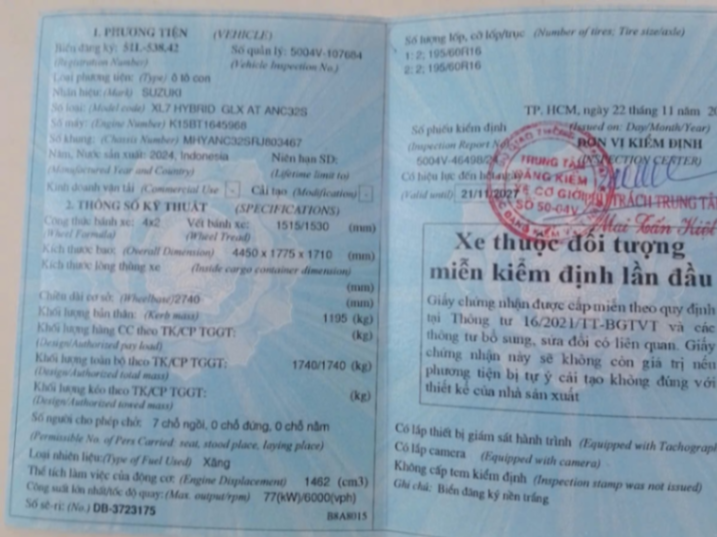 1. PHƯƠNG TIỆN (VEHICLE)
Biển đăng ký: 51L-538.42 Số quản lý: 5004V-107684
(Registration Number) (Vehicle Inspection No.)
Loại phương tiện: (Type) ô tô con
Nhãn hiệu: (Mark) SUZUKI
Số loại: (Model code) XL7 HYBRID GLX AT ANC32S
Số máy: (Engine Number) K15BT1645968
Số khung: (Chassis Number) MHYANC32SRJ803467
Năm, Nước sản xuất: 2024, Indonesia Niên hạn SD:
(Manufactured Year and Country) (Lifetime limit to)
Kinh doanh vận tải (Commercial Use) - Cải tạo (Modification) -
2. THÔNG SỐ KỸ THUẬT (SPECIFICATIONS)
Công thức bánh xe: 4x2 Vết bánh xe: 1515/1530 (mm)
(Wheel Formula) (Wheel Tread)
Kích thước bao: (Overall Dimension) 4450 x 1775 x 1710 (mm)
Kích thước lòng thùng xe (Inside cargo container dimension)
(mm)
Chiều dài cơ sở: (Wheelbase) 2740 (mm)
Khối lượng bản thân: (Kerb mass) 1195 (kg)
Khối lượng hàng CC theo TK/CP TGGT: (kg)
(Design/Authorized pay load)
Khối lượng toàn bộ theo TK/CP TGGT: 1740/1740 (kg)
(Design/Authorized total mass)
Khối lượng kéo theo TK/CP TGGT: (kg)
(Design/Authorized towed mass)
Số người cho phép chở: 7 chỗ ngồi, 0 chỗ đứng, 0 chỗ nằm
(Permissible No. of Pers Carried: seat, stood place, laying place)
Loại nhiên liệu: (Type of Fuel Used) Xăng
Thể tích làm việc của động cơ: (Engine Displacement) 1462 (cm3)
Công suất lớn nhất/tốc độ quay: (Max. output/rpm) 77(kW)/6000(vph)
Số sê-ri: (No.) DB-3723175 B8A8015
Số lượng lốp, cỡ lốp/trục (Number of tires; Tire size/axle)
1: 2; 195/60R16
2: 2; 195/60R16
TP. HCM, ngày 22 tháng 11 năm 20
(Issued on: Day/Month/Year)
Số phiếu kiểm định ĐƠN VỊ KIỂM ĐỊNH
(Inspection Report N (INSPECTION CENTER)
5004V-46498/2
Có hiệu lực đến hết
(Valid until) 21/11/2027
TRUNG TÂM
ĐĂNG KIỂM
XE CƠ GIỚI
SỐ 50-04V
TRÁCH TRUNG TÂ
Mai Tấn Kiệt
Xe thuộc đối tượng
miễn kiểm định lần đầu
Giấy chứng nhận được cấp miễn theo quy định
tại Thông tư 16/2021/TT-BGTVT và các
thông tư bổ sung, sửa đổi có liên quan. Giấy
chứng nhận này sẽ không còn giá trị nếu
phương tiện bị tự ý cải tạo không đúng với
thiết kế của nhà sản xuất
Có lắp thiết bị giám sát hành trình (Equipped with Tachograp
Có lắp camera (Equipped with camera)
Không cấp tem kiểm định (Inspection stamp was not issued)
Ghi chú: Biển đăng ký nền trắng